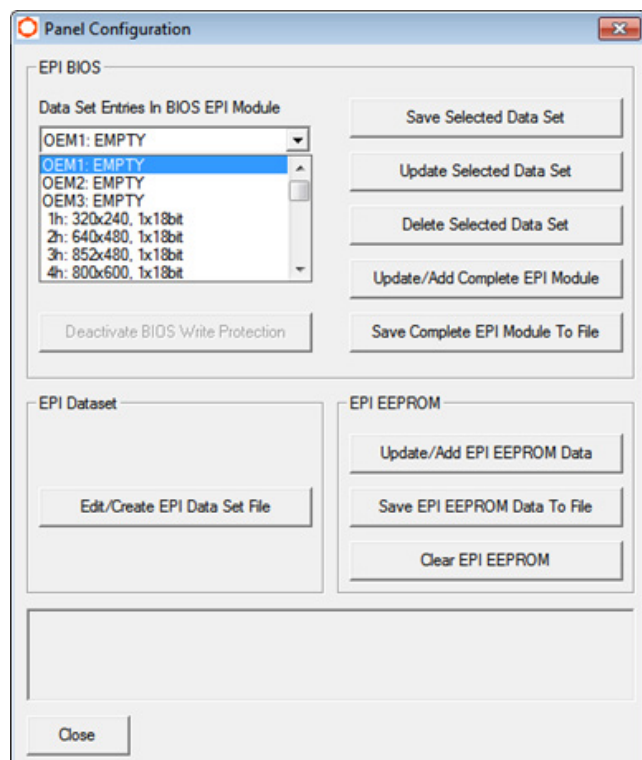 Panel Configuration
EPI BIOS
Data Set Entries In BIOS EPI Module
OEM1: EMPTY
OEM1: EMPTY
OEM2: EMPTY
OEM3: EMPTY
1h: 320x240, 1x18bit
2h: 640x480, 1x18bit
3h: 852x480, 1x18bit
4h: 800x600, 1x18bit
Deactivate BIOS Write Protection
Save Selected Data Set
Update Selected Data Set
Delete Selected Data Set
Update/Add Complete EPI Module
Save Complete EPI Module To File
EPI Dataset
Edit/Create EPI Data Set File
EPI EEPROM
Update/Add EPI EEPROM Data
Save EPI EEPROM Data To File
Clear EPI EEPROM
Close